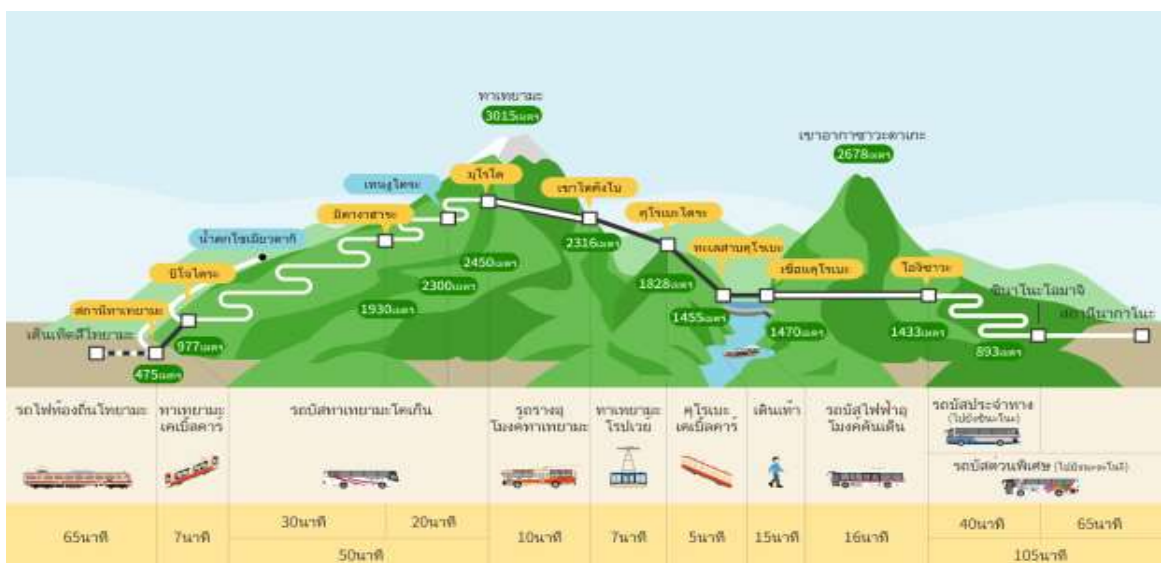 ทาเทยามะ
3015เมตร
เขาอากาซาวะดาเกะ
2678เมตร
เทนงูไดระ
มุโรโด
ไดคังโบ
มิดากาฮาระ
คุโรเบะไดระ
น้ำตกโชเมียวดากิ
2316เมตร
ทะเลสาบคุโรเบะ
2450เมตร
บิโจไดระ
1828เมตร
เขื่อนคุโรเบะ
โอกิซาวะ
2300เมตร
ชินาโนะโอมาจิ
สถานีทาเทยามะ
1930เมตร
1455เมตร
สถานีนากาโนะ
เด็นเท็ตสึโทยามะ
977เมตร
1470เมตร
1433เมตร
893เมตร
475เมตร
รถไฟท้องถิ่นโทยามะ
ทาเทยามะ
เคเบิ้ลคาร์
รถบัสทาเทยามะโคเก็น
รถราง
โมงค์ทาเทยามะ
ทาเทยามะ
โรปเวย์
คุโรเบะ
เคเบิ้ลคาร์
เดินเท้า
รถบัสไฟฟ้าอุ
โมงค์คันเด็น
รถบัสประจำทาง
รถบัสด่วนพิเศษ
65นาที
7นาที
30นาที
20นาที
50นาที
10นาที
7นาที
5นาที
15นาที
16นาที
40นาที
65นาที
105นาที